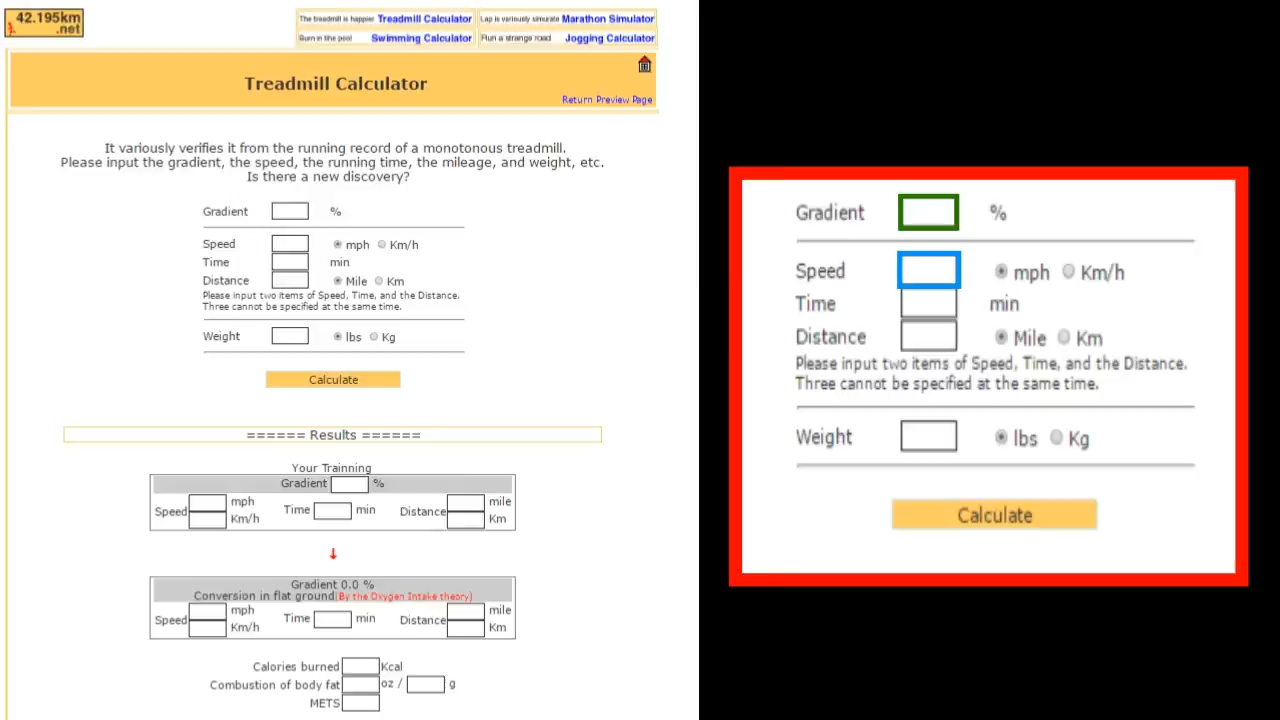 42.195km
.net
The treadmill is happier Treadmill Calculator
Lap is variously simurate Marathon Simulator
Burn in the pool Swimming Calculator
Run a strange road Jogging Calculator
Treadmill Calculator
Return Preview Page
It variously verifies it from the running record of a monotonous treadmill.
Please input the gradient, the speed, the running time, the mileage, and weight, etc.
Is there a new discovery?
Gradient %
Speed mph Km/h
Time min
Distance Mile Km
Please input two items of Speed, Time, and the Distance.
Three cannot be specified at the same time.
Weight lbs Kg
Calculate
====== Results ======
Your Trainning
Gradient %
Speed mph Km/h Time min Distance mile Km
↓
Gradient 0.0 %
Conversion in flat ground(By the Oxygen Intake theory)
Speed mph Km/h Time min Distance mile Km
Calories burned Kcal
Combustion of body fat oz / g
METS
Gradient %
Speed mph Km/h
Time min
Distance Mile Km
Please input two items of Speed, Time, and the Distance.
Three cannot be specified at the same time.
Weight lbs Kg
Calculate